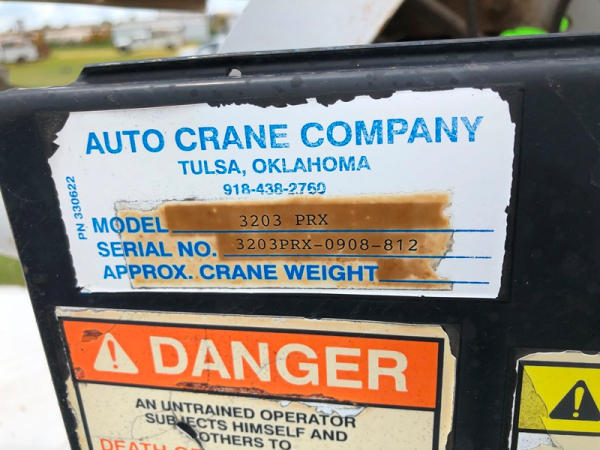 AUTO CRANE COMPANY
TULSA, OKLAHOMA
918-438-2760
PN 330622
MODEL 3203 PRX
SERIAL NO. 3203PRX-0908-812
APPROX. CRANE WEIGHT
DANGER
AN UNTRAINED OPERATOR
SUBJECTS HIMSELF AND
OTHERS TO
DEATH